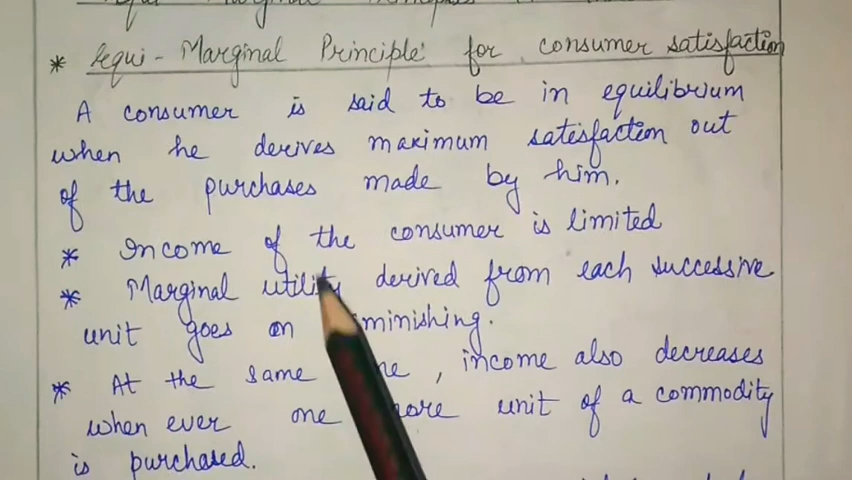 * Aequi - Marginal Principle for consumer satisfaction
A consumer is said to be in equilibrium
when he derives maximum satisfaction out
of the purchases made by him.
* Income of the consumer is limited
* Marginal utility derived from each successive
unit goes on
* At the same, income also decreases
when ever one unit of a commodity
is purchased.